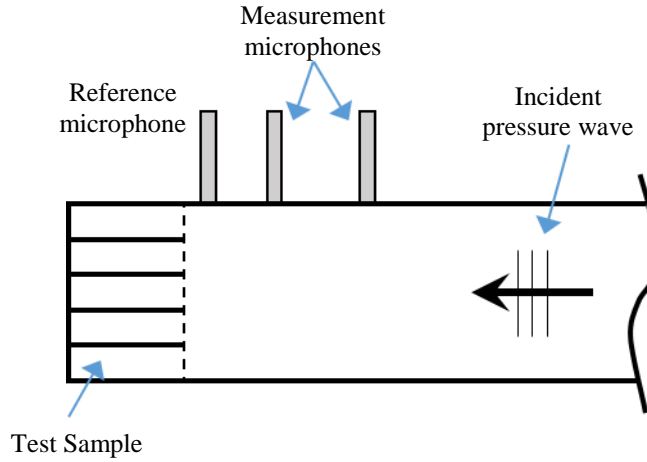 Measurement
microphones
Reference
microphone
Incident
pressure wave
Test Sample